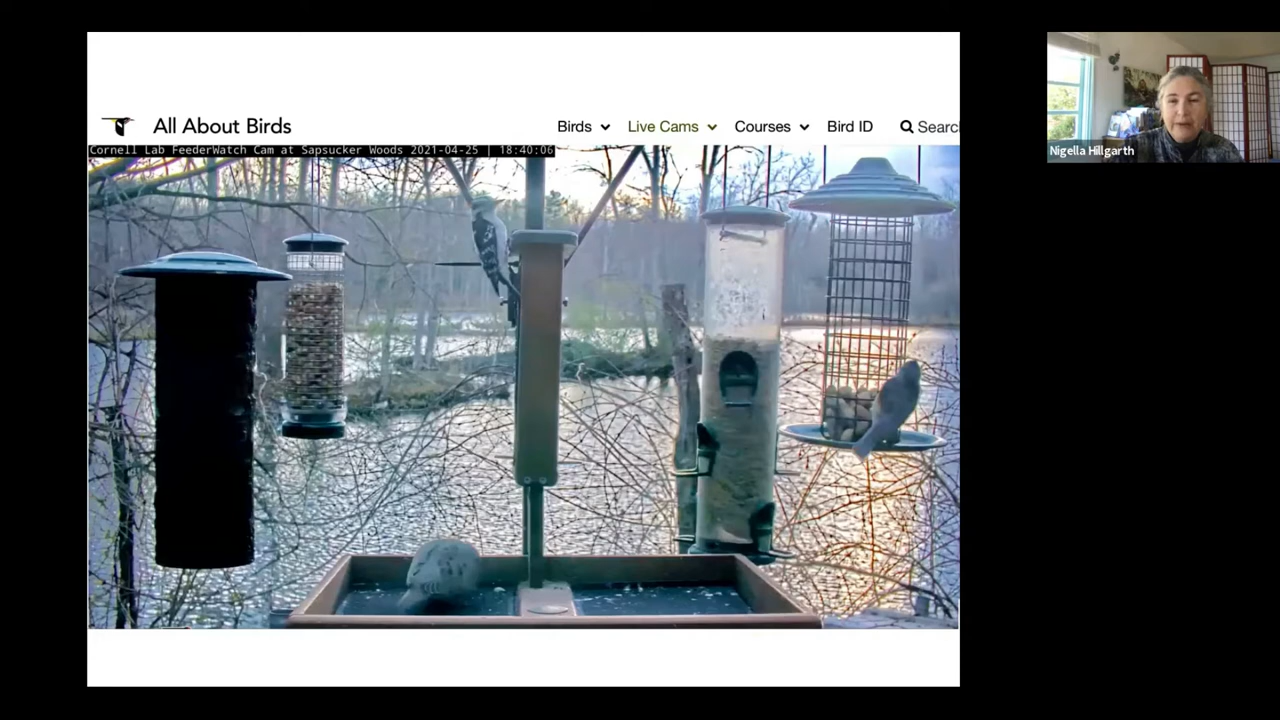 All About Birds
Birds Live Cams Courses Bird ID Searc
Cornell Lab FeederWatch Cam at Sapsucker Woods 2021-04-25 | 18:40:06
Nigella Hillgarth